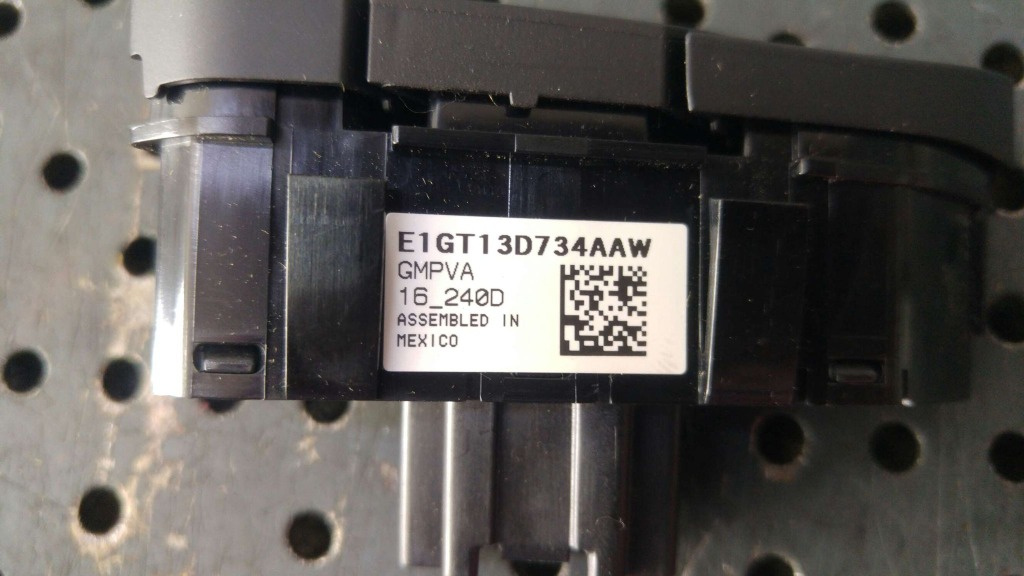 E1GT13D734AAW
GMPVA
16_240D
ASSEMBLED IN
MEXICO